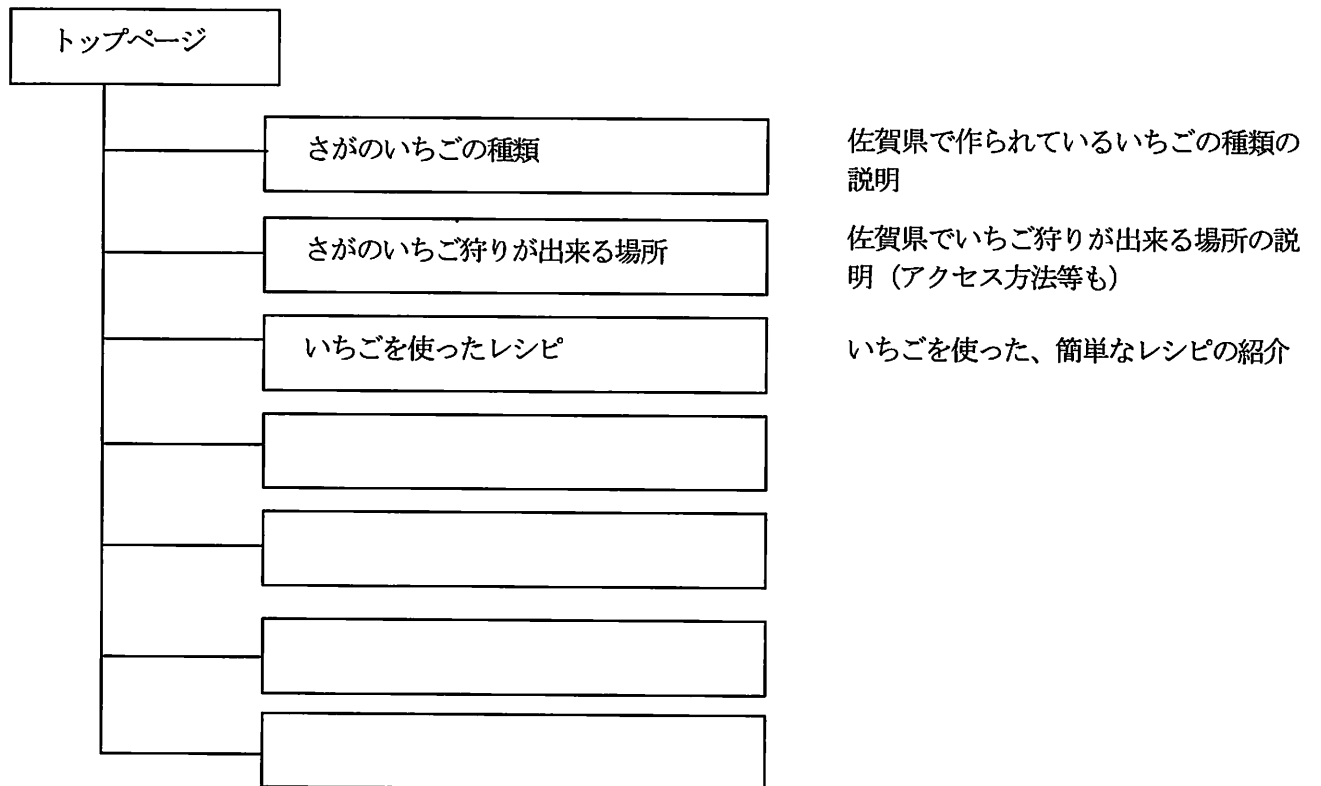 トップページ
さがのいちごの種類
佐賀県で作られているいちごの種類の
説明
さがのいちご狩りが出来る場所
佐賀県でいちご狩りが出来る場所の説
明（アクセス方法等も）
いちごを使ったレシピ
いちごを使った、簡単なレシピの紹介